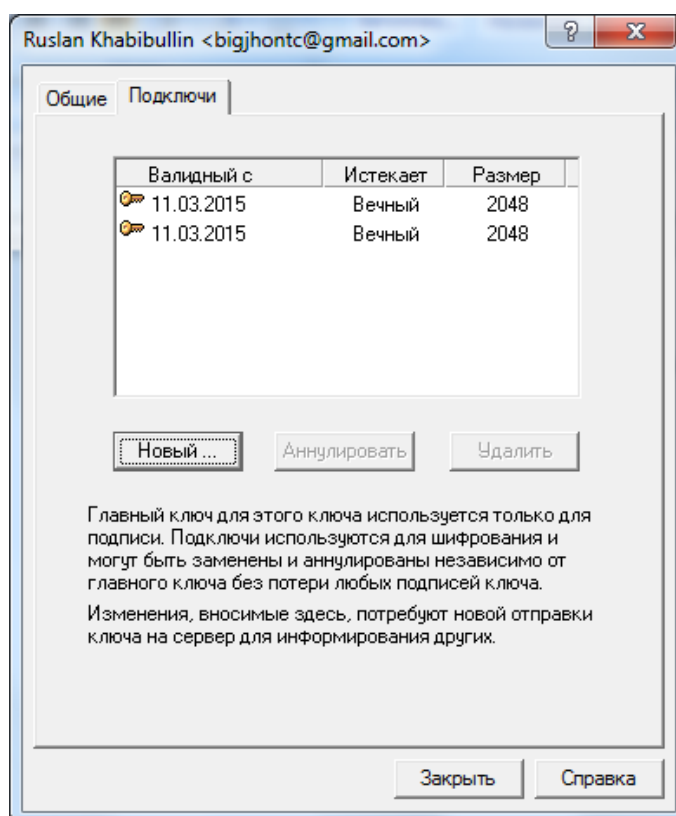 Ruslan Khabibullin <bigjhontc@gmail.com>
Общие Подключи
Валидный с Истекает Размер
11.03.2015 Вечный 2048
11.03.2015 Вечный 2048
Новый ... Аннулировать Удалить
Главный ключ для этого ключа используется только для
подписи. Подключи используются для шифрования и
могут быть заменены и аннулированы независимо от
главного ключа без потери любых подписей ключа.
Изменения, вносимые здесь, потребуют новой отправки
ключа на сервер для информирования других.
Закрыть Справка